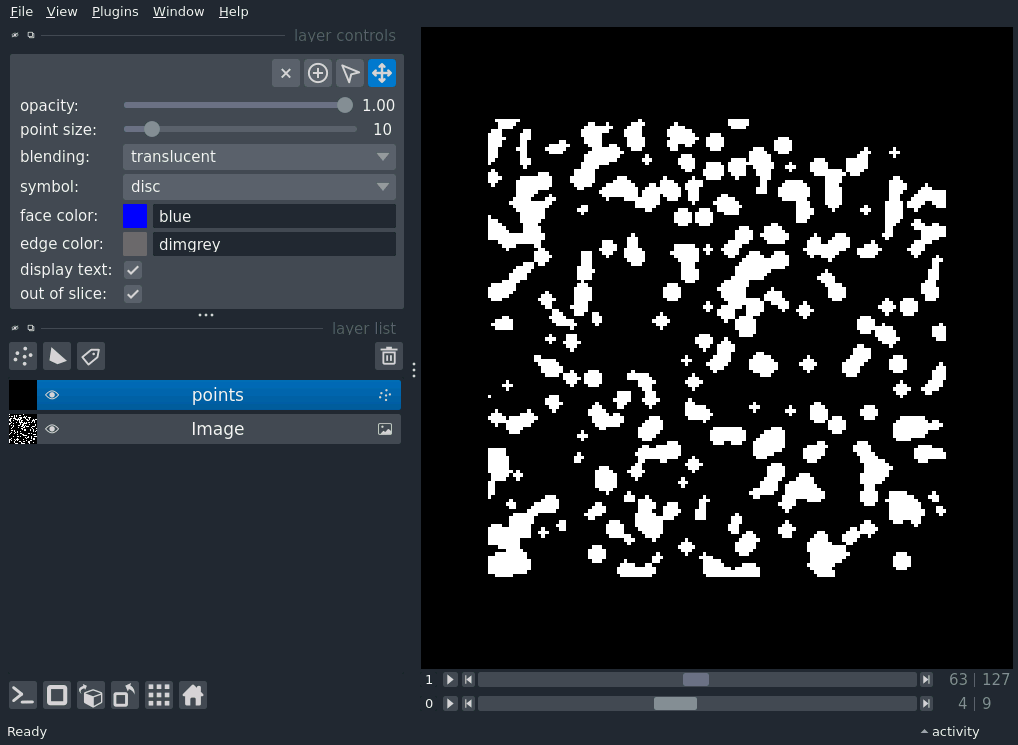 File View Plugins Window Help
layer controls
opacity: 1.00
point size: 10
blending: translucent
symbol: disc
face color: blue
edge color: dimgrey
display text:
out of slice:
layer list
points
Image
1 63 | 127
0 4 | 9
Ready activity